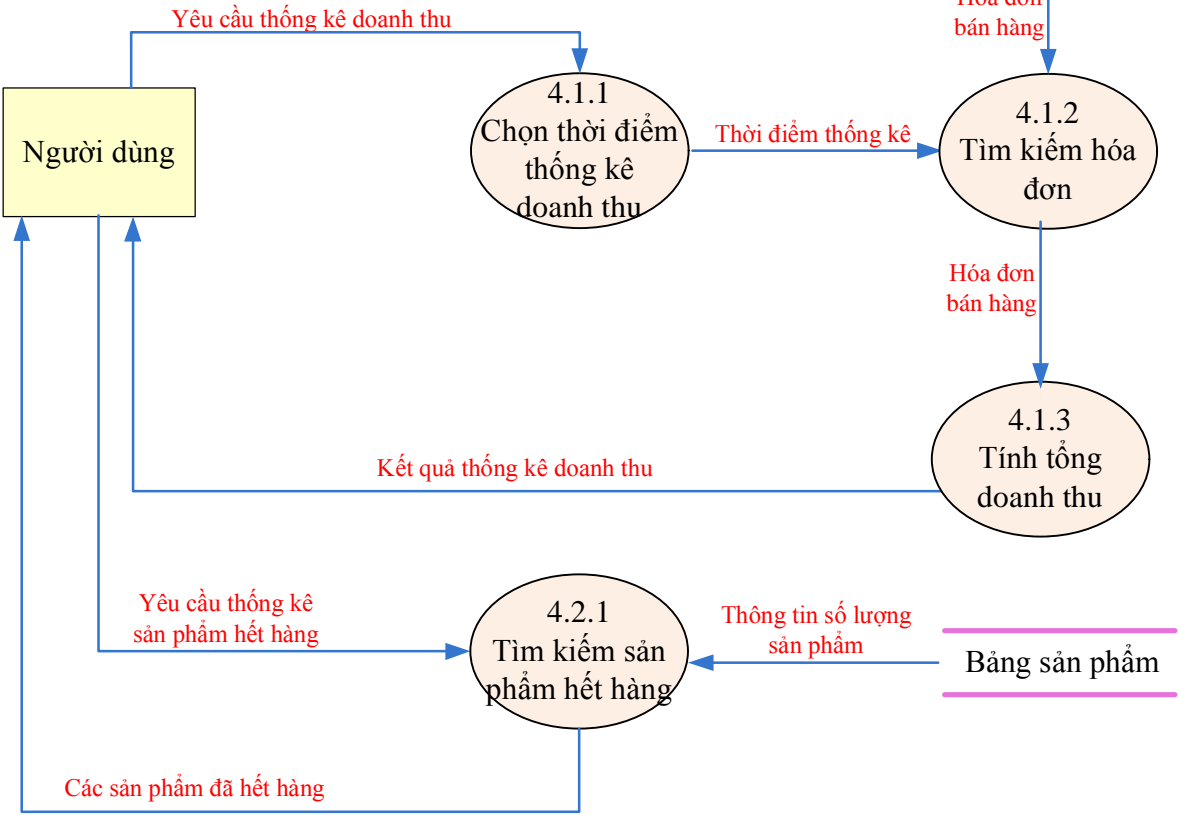 Hóa đơn
bán hàng
Yêu cầu thống kê doanh thu
Người dùng
4.1.1
Chọn thời điểm
thống kê
doanh thu
Thời điểm thống kê
4.1.2
Tìm kiếm hóa
đơn
Hóa đơn
bán hàng
4.1.3
Tính tổng
doanh thu
Kết quả thống kê doanh thu
Yêu cầu thống kê
sản phẩm hết hàng
4.2.1
Tìm kiếm sản
phẩm hết hàng
Thông tin số lượng
sản phẩm
Bảng sản phẩm
Các sản phẩm đã hết hàng